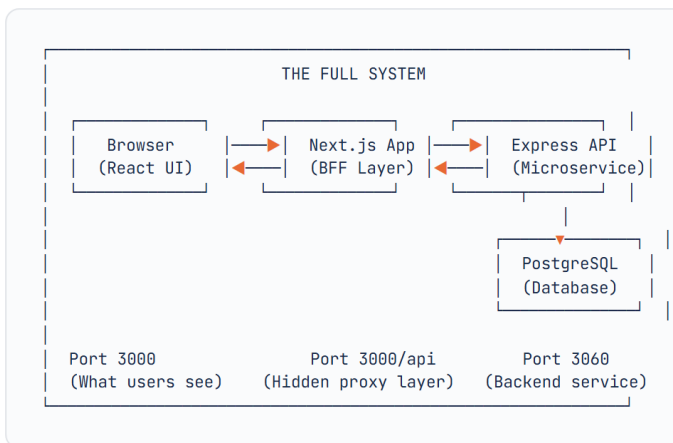 THE FULL SYSTEM
Browser Next.js App Express API
(React UI) (BFF Layer) (Microservice)
PostgreSQL
(Database)
Port 3000 Port 3000/api Port 3060
(What users see) (Hidden proxy layer) (Backend service)